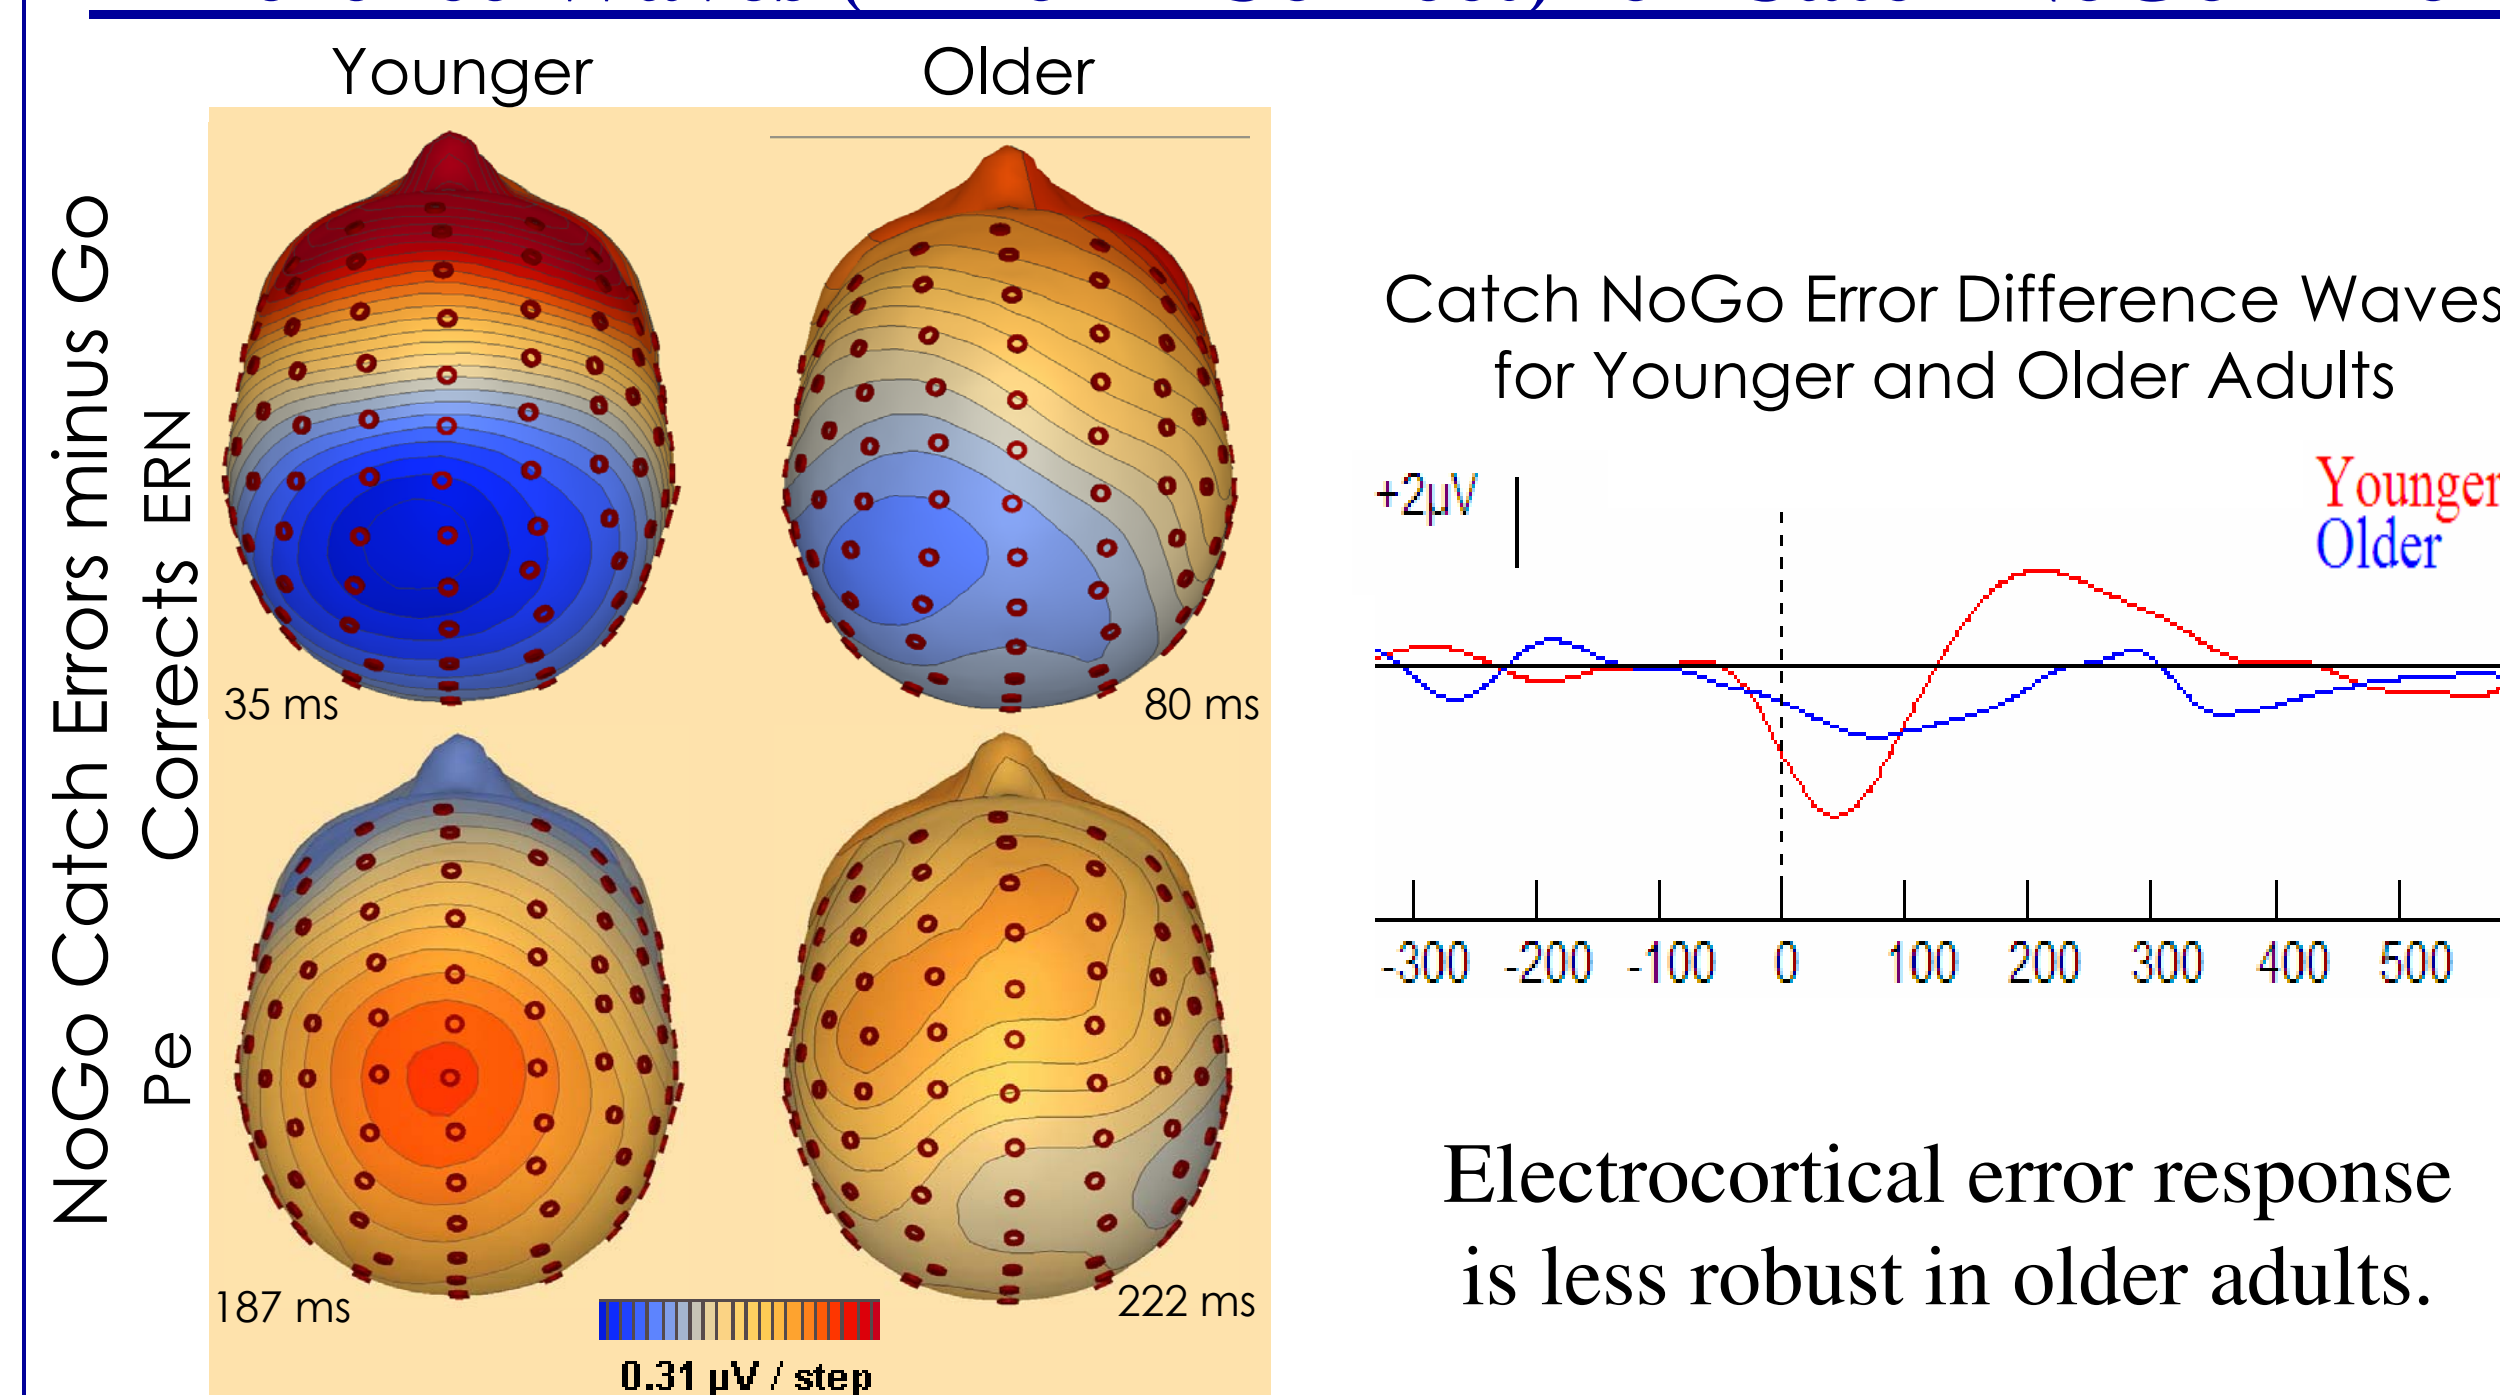 Younger
Older
NoGo Catch Errors minus Go
Corrects
ERN
Pe
35 ms
80 ms
187 ms
222 ms
0.31 µV / step
Catch NoGo Error Difference Waves
for Younger and Older Adults
+2µV
Younger
Older
-300 -200 -100 0 100 200 300 400 500
Electrocortical error response
is less robust in older adults.